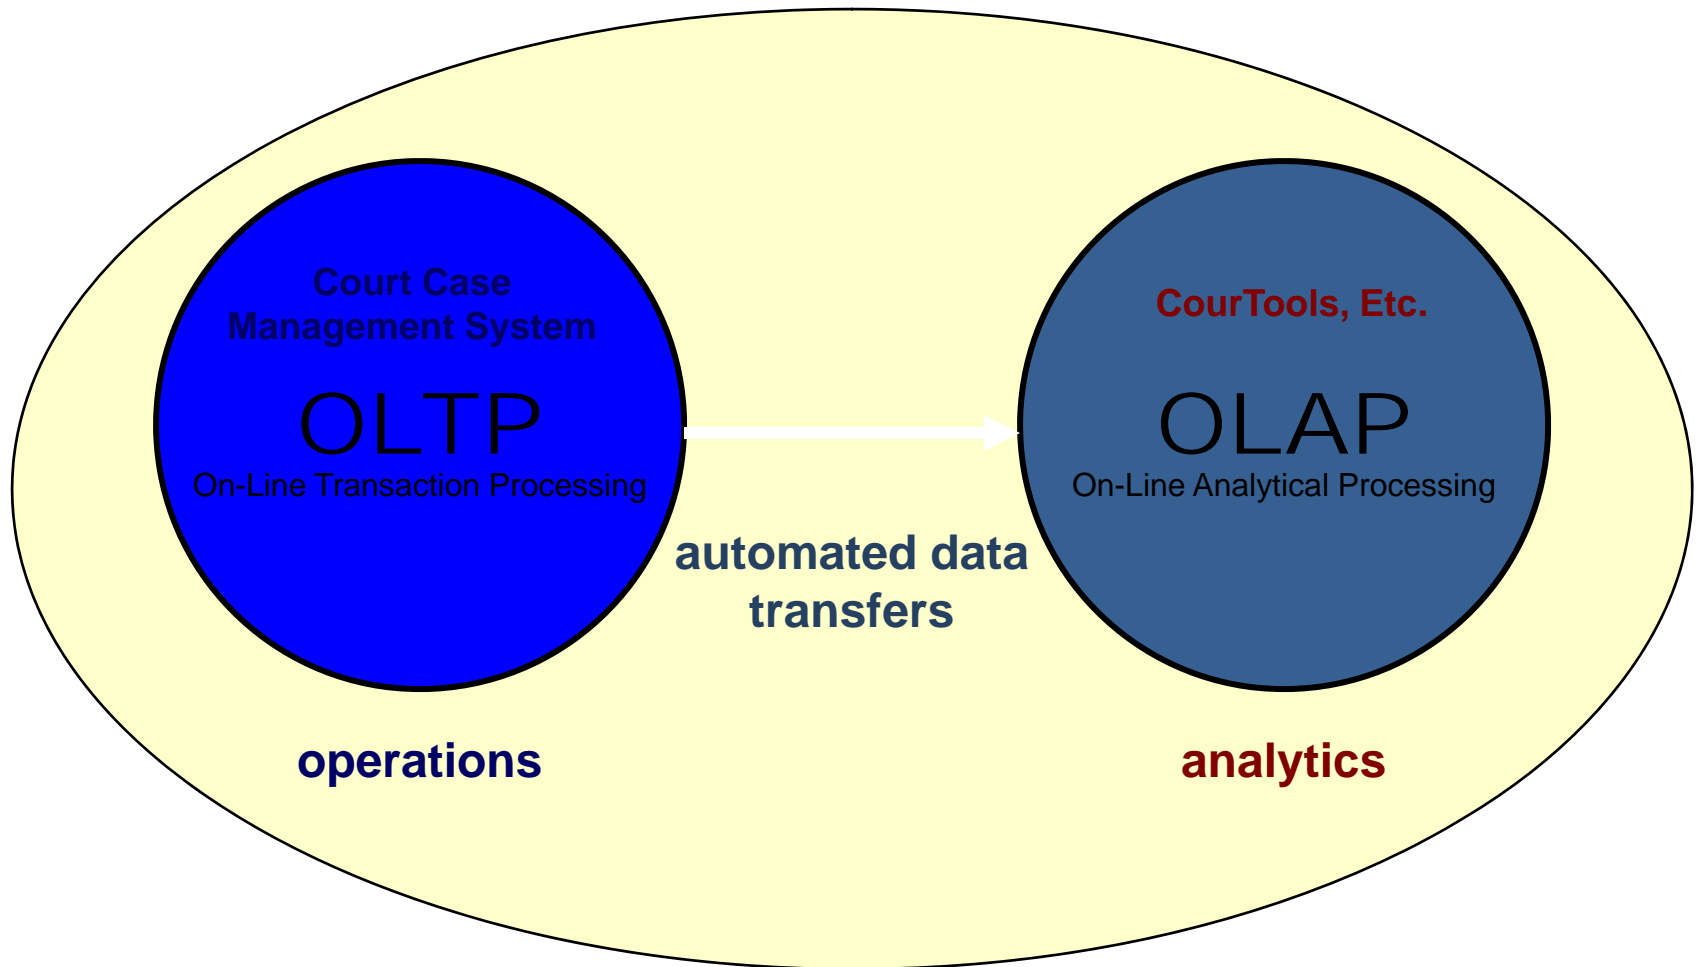 Court Case
Management System
OLTP
On-Line Transaction Processing
CourTools, Etc.
OLAP
On-Line Analytical Processing
automated data
transfers
operations
analytics